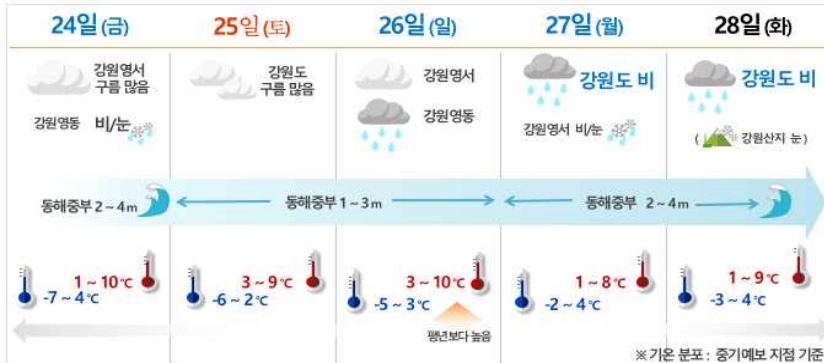 24일(금)
25일(토)
26일(일)
27일(월)
28일(화)
강원영서
구름 많음
강원영동 비/눈
강원도
구름 많음
강원영서
강원영동
강원도 비
강원영서 비/눈
강원도 비
( 강원산지 눈 )
동해중부 2 ~ 4m
동해중부 1 ~ 3m
동해중부 2 ~ 4m
1 ~ 10℃
-7 ~ 4℃
3 ~ 9℃
-6 ~ 2℃
3 ~ 10℃
-5 ~ 3℃
평년보다 높음
1 ~ 8℃
-2 ~ 4℃
1 ~ 9℃
-3 ~ 4℃
※ 기온 분포 : 중기예보 지점 기준